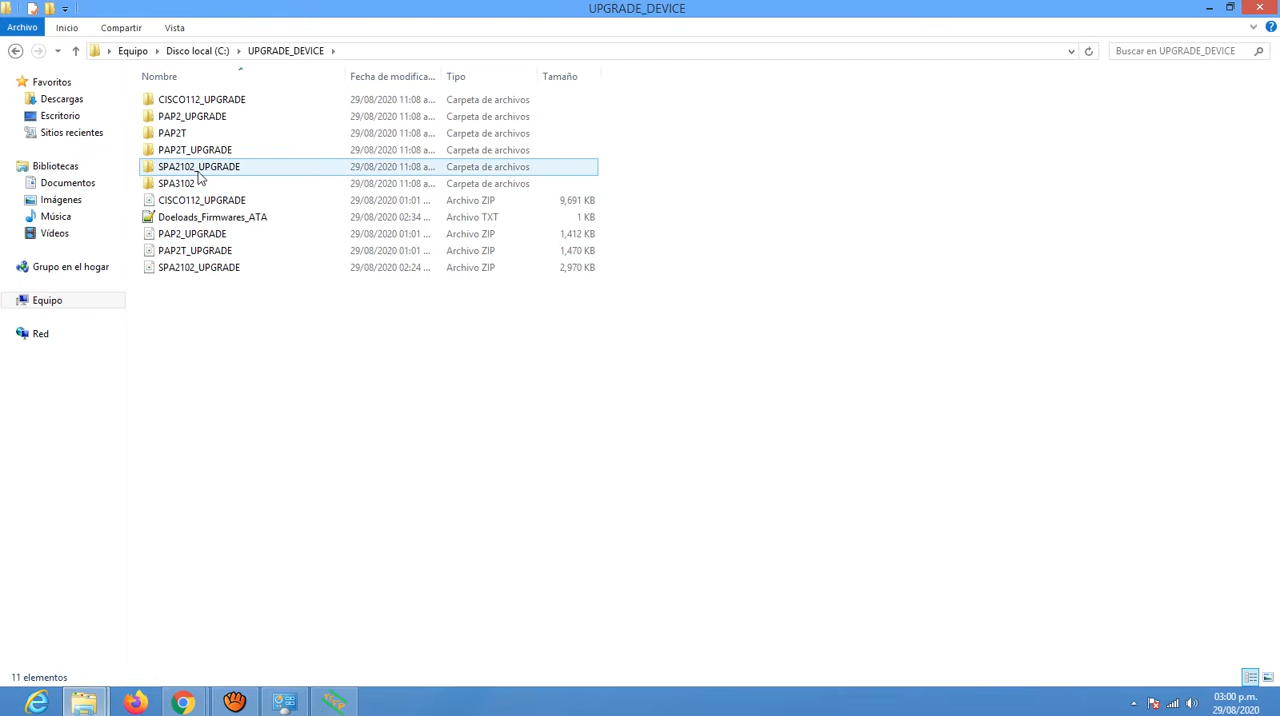 UPGRADE_DEVICE
Archivo Inicio Compartir Vista
Equipo Disco local (C:) UPGRADE_DEVICE Buscar en UPGRADE_DEVICE
Nombre Fecha de modifica... Tipo Tamaño
Favoritos
Descargas
Escritorio
Sitios recientes
Bibliotecas
Documentos
Imágenes
Música
Vídeos
Grupo en el hogar
Equipo
Red
CISCO112_UPGRADE 29/08/2020 11:08 a... Carpeta de archivos
PAP2_UPGRADE 29/08/2020 11:08 a... Carpeta de archivos
PAP2T 29/08/2020 11:08 a... Carpeta de archivos
PAP2T_UPGRADE 29/08/2020 11:08 a... Carpeta de archivos
SPA2102_UPGRADE 29/08/2020 11:08 a... Carpeta de archivos
SPA3102 29/08/2020 11:08 a... Carpeta de archivos
CISCO112_UPGRADE 29/08/2020 01:01 ... Archivo ZIP 9,691 KB
Doeloads_Firmwares_ATA 29/08/2020 02:34 ... Archivo TXT 1 KB
PAP2_UPGRADE 29/08/2020 01:01 ... Archivo ZIP 1,412 KB
PAP2T_UPGRADE 29/08/2020 01:01 ... Archivo ZIP 1,470 KB
SPA2102_UPGRADE 29/08/2020 02:24 ... Archivo ZIP 2,970 KB
11 elementos
03:00 p.m.
29/08/2020